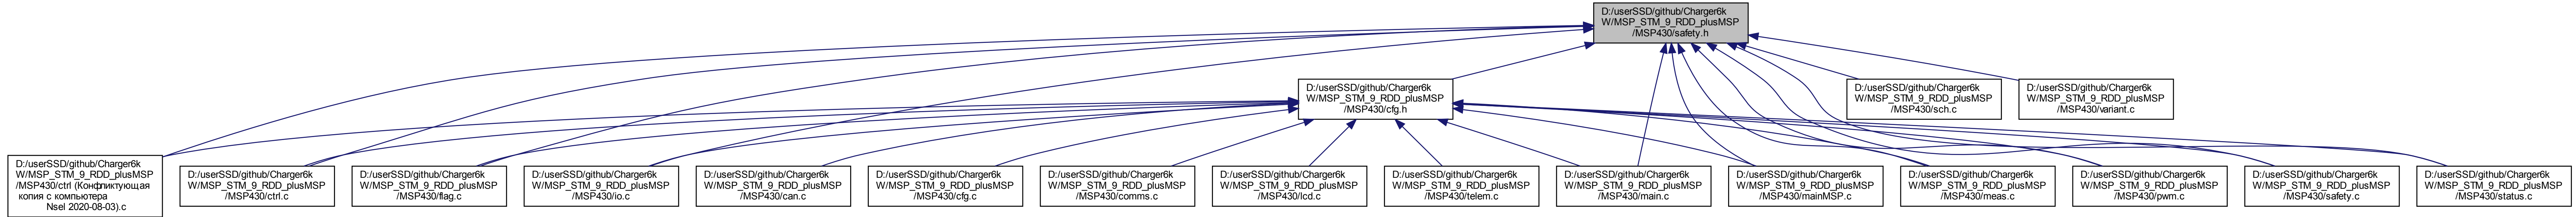 D:/userSSD/github/Charger6k
W/MSP_STM_9_RDD_plusMSP
/MSP430/safety.h
D:/userSSD/github/Charger6k
W/MSP_STM_9_RDD_plusMSP
/MSP430/cfg.h
D:/userSSD/github/Charger6k
W/MSP_STM_9_RDD_plusMSP
/MSP430/sch.c
D:/userSSD/github/Charger6k
W/MSP_STM_9_RDD_plusMSP
/MSP430/variant.c
D:/userSSD/github/Charger6k
W/MSP_STM_9_RDD_plusMSP
/MSP430/ctrl (Конфликтующая
копия с компьютера
Nsel 2020-08-03).c
D:/userSSD/github/Charger6k
W/MSP_STM_9_RDD_plusMSP
/MSP430/ctrl.c
D:/userSSD/github/Charger6k
W/MSP_STM_9_RDD_plusMSP
/MSP430/flag.c
D:/userSSD/github/Charger6k
W/MSP_STM_9_RDD_plusMSP
/MSP430/io.c
D:/userSSD/github/Charger6k
W/MSP_STM_9_RDD_plusMSP
/MSP430/can.c
D:/userSSD/github/Charger6k
W/MSP_STM_9_RDD_plusMSP
/MSP430/cfg.c
D:/userSSD/github/Charger6k
W/MSP_STM_9_RDD_plusMSP
/MSP430/comms.c
D:/userSSD/github/Charger6k
W/MSP_STM_9_RDD_plusMSP
/MSP430/lcd.c
D:/userSSD/github/Charger6k
W/MSP_STM_9_RDD_plusMSP
/MSP430/telem.c
D:/userSSD/github/Charger6k
W/MSP_STM_9_RDD_plusMSP
/MSP430/main.c
D:/userSSD/github/Charger6k
W/MSP_STM_9_RDD_plusMSP
/MSP430/mainMSP.c
D:/userSSD/github/Charger6k
W/MSP_STM_9_RDD_plusMSP
/MSP430/meas.c
D:/userSSD/github/Charger6k
W/MSP_STM_9_RDD_plusMSP
/MSP430/pwm.c
D:/userSSD/github/Charger6k
W/MSP_STM_9_RDD_plusMSP
/MSP430/safety.c
D:/userSSD/github/Charger6k
W/MSP_STM_9_RDD_plusMSP
/MSP430/status.c